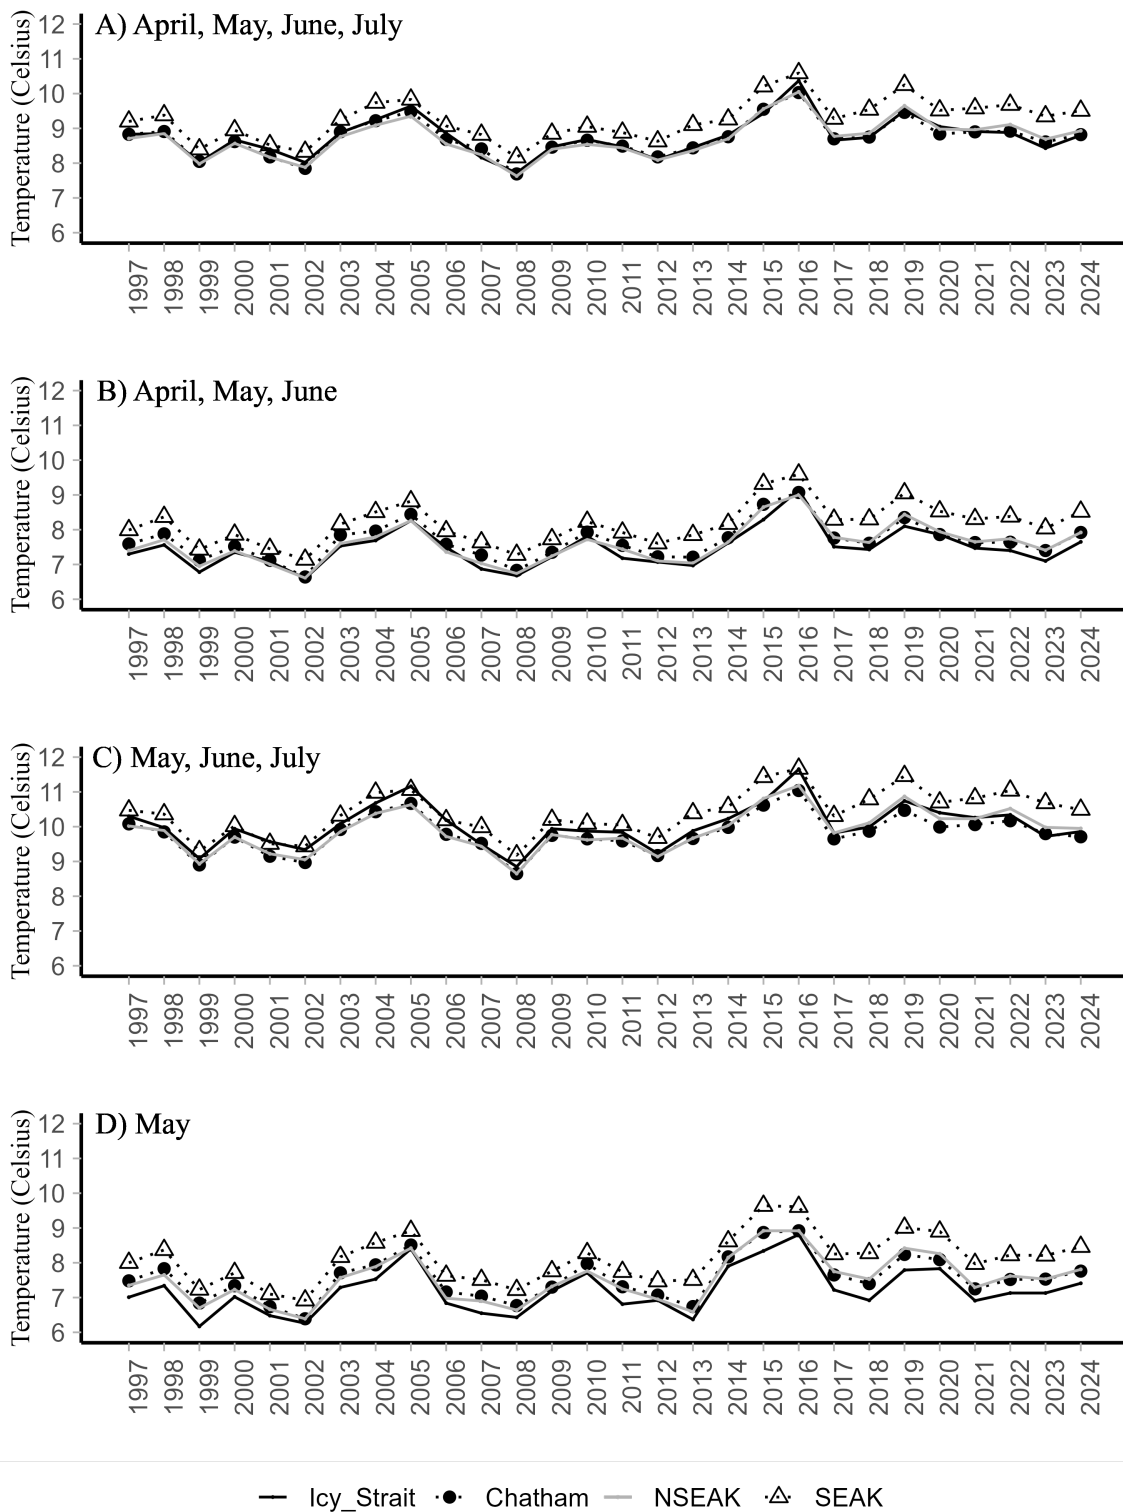 A) April, May, June, July
Temperature (Celsius)
12
11
10
9
8
7
6
1997 1998 1999 2000 2001 2002 2003 2004 2005 2006 2007 2008 2009 2010 2011 2012 2013 2014 2015 2016 2017 2018 2019 2020 2021 2022 2023 2024
B) April, May, June
Temperature (Celsius)
12
11
10
9
8
7
6
1997 1998 1999 2000 2001 2002 2003 2004 2005 2006 2007 2008 2009 2010 2011 2012 2013 2014 2015 2016 2017 2018 2019 2020 2021 2022 2023 2024
C) May, June, July
Temperature (Celsius)
12
11
10
9
8
7
6
1997 1998 1999 2000 2001 2002 2003 2004 2005 2006 2007 2008 2009 2010 2011 2012 2013 2014 2015 2016 2017 2018 2019 2020 2021 2022 2023 2024
D) May
Temperature (Celsius)
12
11
10
9
8
7
6
1997 1998 1999 2000 2001 2002 2003 2004 2005 2006 2007 2008 2009 2010 2011 2012 2013 2014 2015 2016 2017 2018 2019 2020 2021 2022 2023 2024
Icy_Strait Chatham NSEAK SEAK